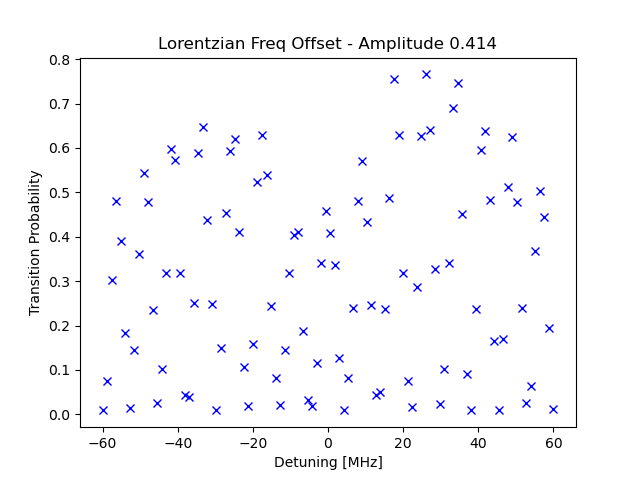 Lorentzian Freq Offset - Amplitude 0.414
0.8
0.7
0.6
0.5
0.4
0.3
0.2
0.1
0.0
Transition Probability
−60 −40 −20 0 20 40 60
Detuning [MHz]